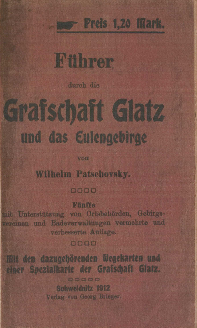 Preis 1,20 Mark.
Führer
durch die
Grafschaft Glatz
und das Eulengebirge
von
Wilhelm Patschovsky.
Fünfte
mit Unterstützung von Ortsbehörden, Gebirgs-
vereinen und Badeverwaltungen vermehrte und
verbesserte Auflage.
Mit den dazugehörenden Wegekarten und
einer Spezialkarte der Grafschaft Glatz.
Schweidnitz 1912
Verlag von Georg Brieger